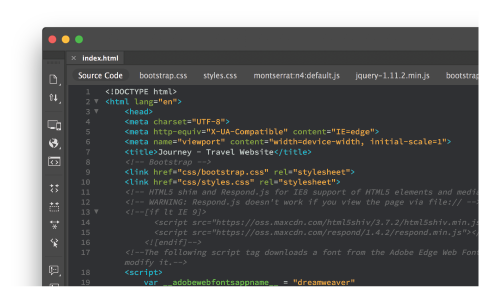 × index.html
Source Code bootstrap.css styles.css montserrat:n4:default.js jquery-1.11.2.min.js bootstrap
1 <!DOCTYPE html>
2 <html lang="en">
3 <head>
4 <meta charset="UTF-8">
5 <meta http-equiv="X-UA-Compatible" content="IE=edge">
6 <meta name="viewport" content="width=device-width, initial-scale=1">
7 <title>Journey - Travel Website</title>
8 <!-- Bootstrap -->
9 <link href="css/bootstrap.css" rel="stylesheet">
10 <link href="css/styles.css" rel="stylesheet">
11 <!-- HTML5 shim and Respond.js for IE8 support of HTML5 elements and medi
12 <!-- WARNING: Respond.js doesn't work if you view the page via file:// --
13 <!--[if lt IE 9]>
14 <script src="https://oss.maxcdn.com/html5shiv/3.7.2/html5shiv.min.js
15 <script src="https://oss.maxcdn.com/respond/1.4.2/respond.min.js"></
16 <![endif]-->
17 <!--The following script tag downloads a font from the Adobe Edge Web Fon
modify it.-->
18 <script>
19 var __adobewebfontsappname__ = "dreamweaver"